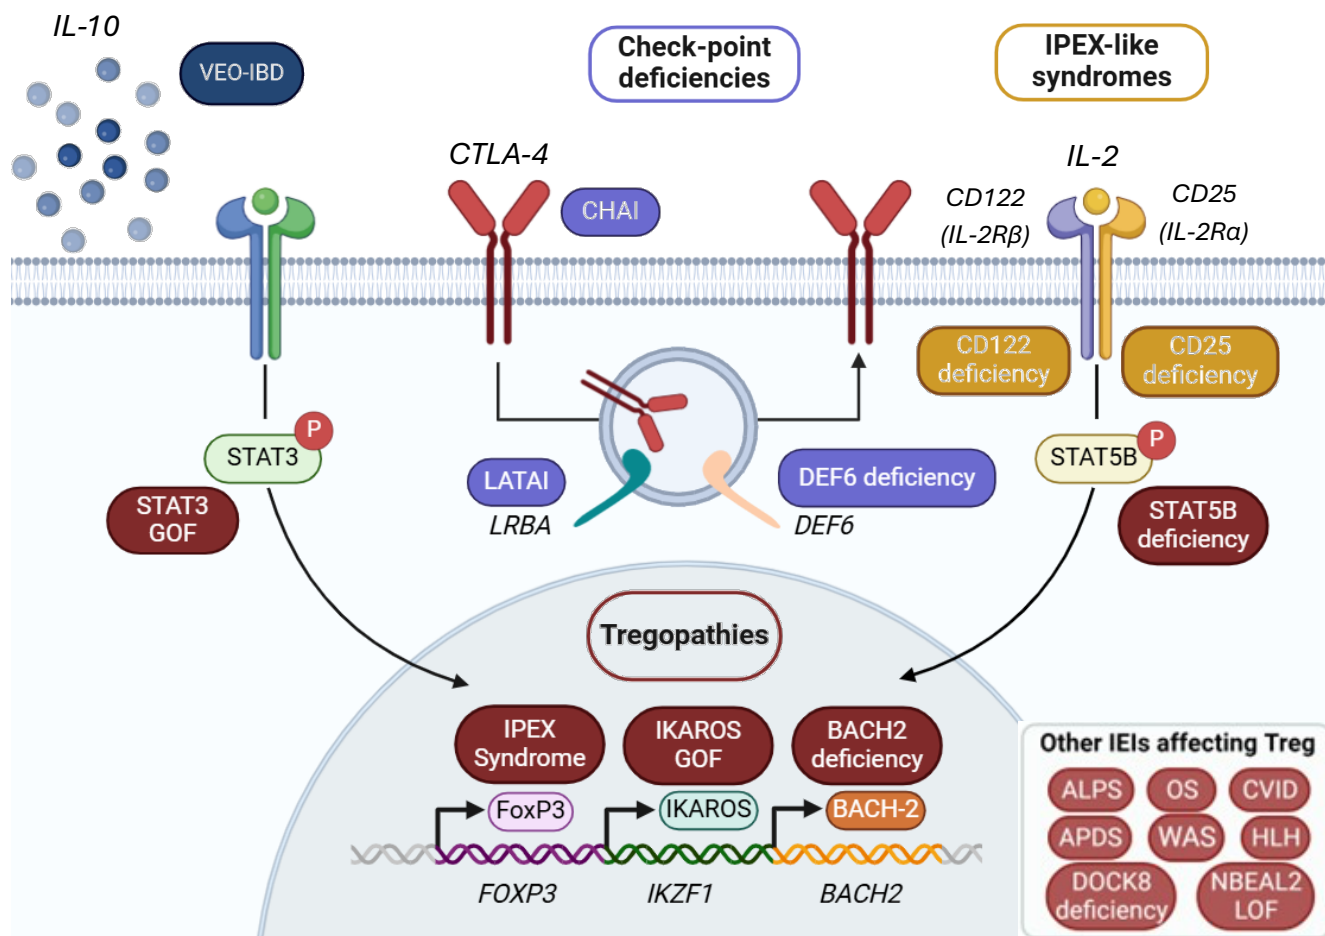 IL-10
VEO-IBD
Check-point
deficiencies
IPEX-like
syndromes
CTLA-4
CHAI
IL-2
CD122
(IL-2Rβ)
CD25
(IL-2Rα)
CD122
deficiency
CD25
deficiency
STAT3
P
STAT3
GOF
LATAI
LRBA
DEF6 deficiency
DEF6
STAT5B
P
STAT5B
deficiency
Tregopathies
IPEX
Syndrome
IKAROS
GOF
BACH2
deficiency
FoxP3
IKAROS
BACH-2
FOXP3
IKZF1
BACH2
Other IEIs affecting Treg
ALPS
OS
CVID
APDS
WAS
HLH
DOCK8
deficiency
NBEAL2
LOF